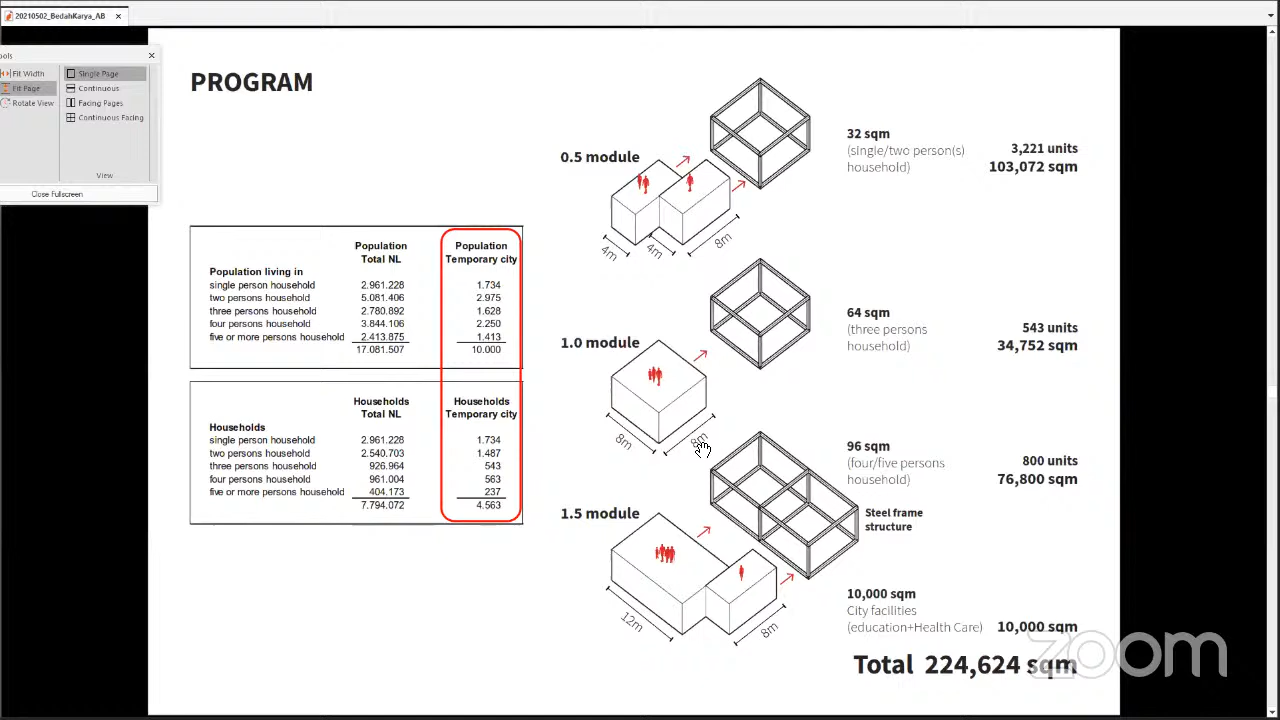 20210502_BedahKarya_AB
ools
Fit Width
Fit Page
Rotate View
Single Page
Continuous
Facing Pages
Continuous Facing
View
Close Fullscreen
PROGRAM
Population Total NL
Population Temporary city
Population living in
single person household 2.961.228 1.734
two persons household 5.081.406 2.975
three persons household 2.780.892 1.628
four persons household 3.844.106 2.250
five or more persons household 2.413.875 1.413
17.081.507 10.000
Households Total NL
Households Temporary city
Households
single person household 2.961.228 1.734
two persons household 2.540.703 1.487
three persons household 926.964 543
four persons household 961.004 563
five or more persons household 404.173 237
7.794.072 4.563
0.5 module
4m
4m
8m
32 sqm
(single/two person(s)
household)
3,221 units
103,072 sqm
1.0 module
8m
64 sqm
(three persons
household)
543 units
34,752 sqm
1.5 module
12m
8m
96 sqm
(four/five persons
household)
800 units
76,800 sqm
Steel frame
structure
10,000 sqm
City facilities
(education+Health Care)
10,000 sqm
Total 224,624 sqm
zoom